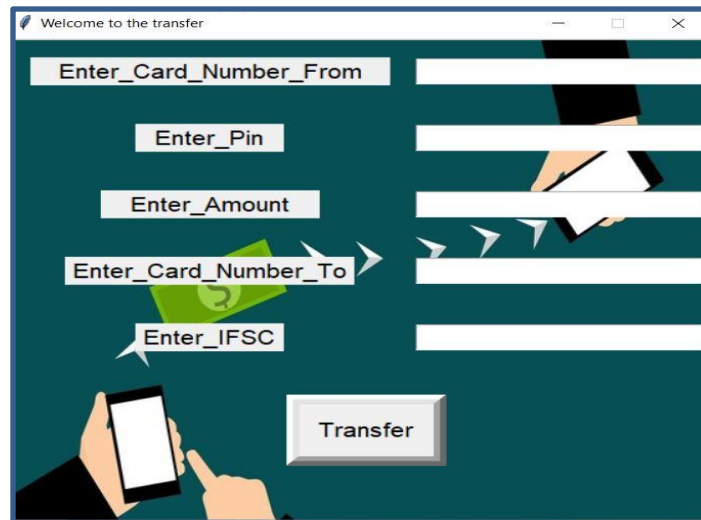 Welcome to the transfer
Enter_Card_Number_From
Enter_Pin
Enter_Amount
Enter_Card_Number_To
$
Enter_IFSC
Transfer